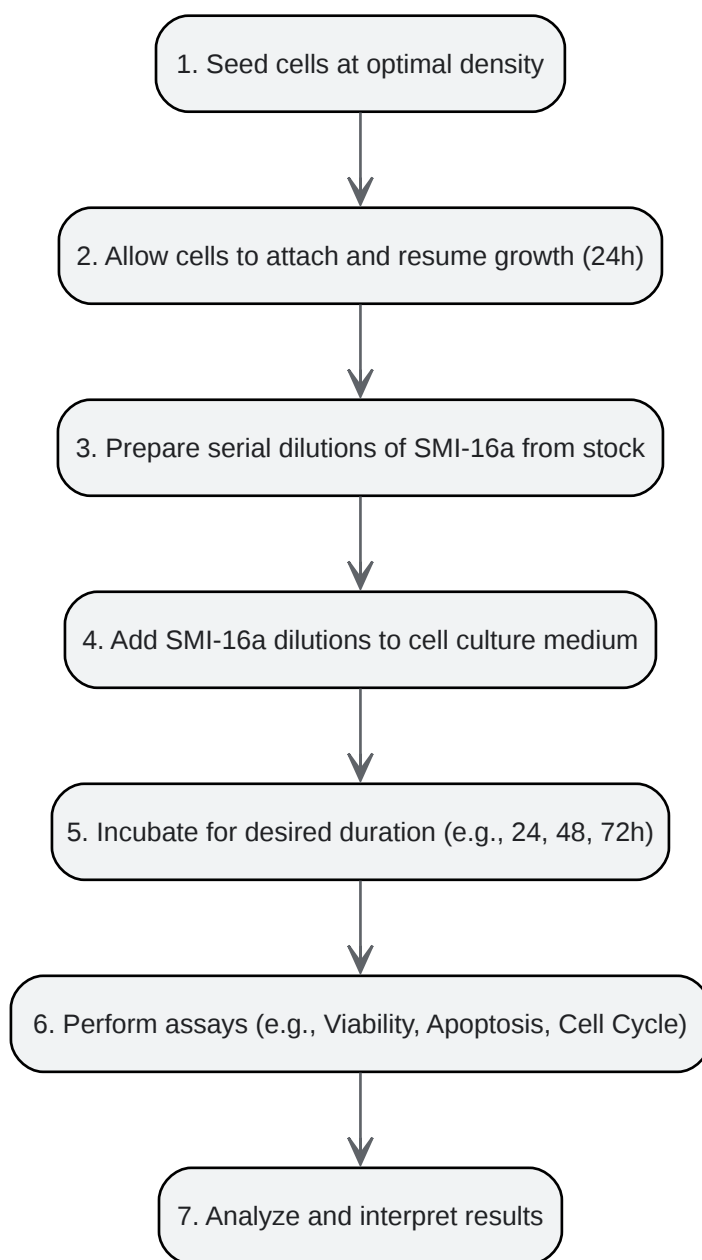 1. Seed cells at optimal density
2. Allow cells to attach and resume growth (24h)
3. Prepare serial dilutions of SMI-16a from stock
4. Add SMI-16a dilutions to cell culture medium
5. Incubate for desired duration (e.g., 24, 48, 72h)
6. Perform assays (e.g., Viability, Apoptosis, Cell Cycle)
7. Analyze and interpret results